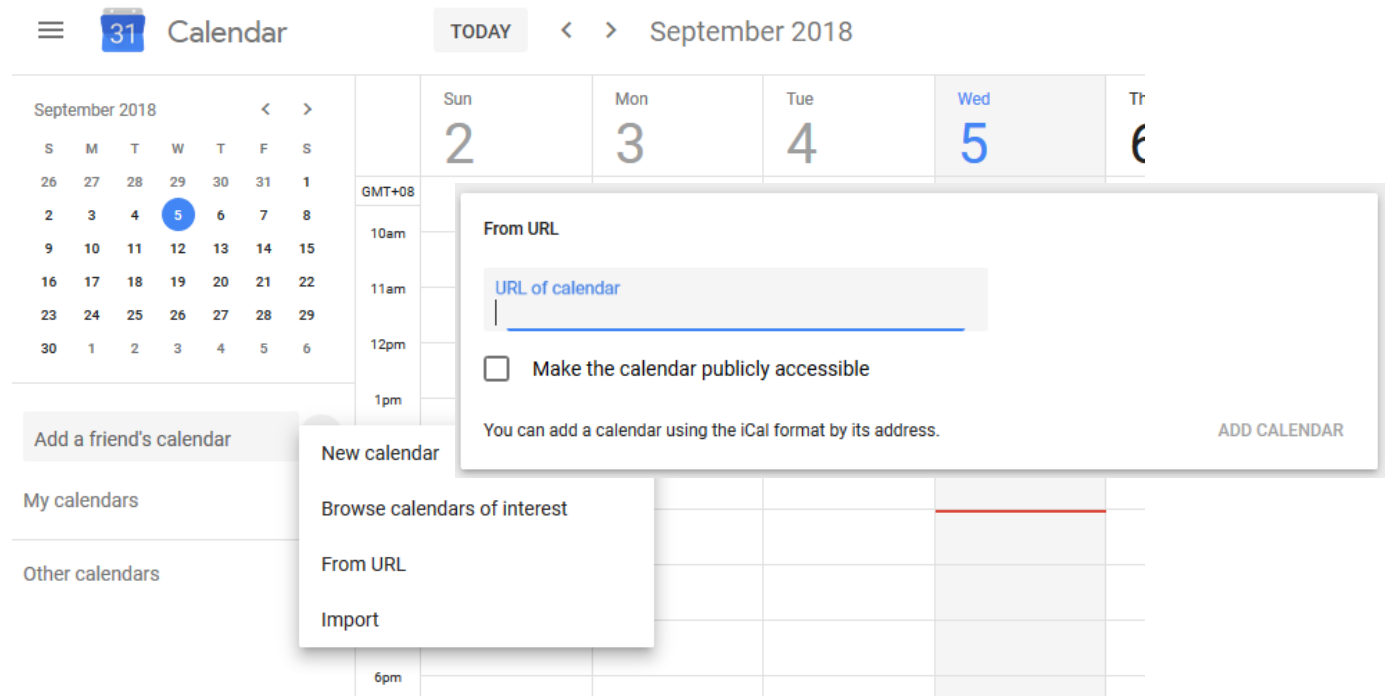 31 Calendar TODAY < > September 2018
September 2018 < >
S M T W T F S
26 27 28 29 30 31 1
2 3 4 5 6 7 8
9 10 11 12 13 14 15
16 17 18 19 20 21 22
23 24 25 26 27 28 29
30 1 2 3 4 5 6
Add a friend's calendar
My calendars
Other calendars
Sun Mon Tue Wed Th
2 3 4 5 6
GMT+08
10am
11am
12pm
1pm
6pm
New calendar
Browse calendars of interest
From URL
Import
From URL
URL of calendar
Make the calendar publicly accessible
You can add a calendar using the iCal format by its address.
ADD CALENDAR